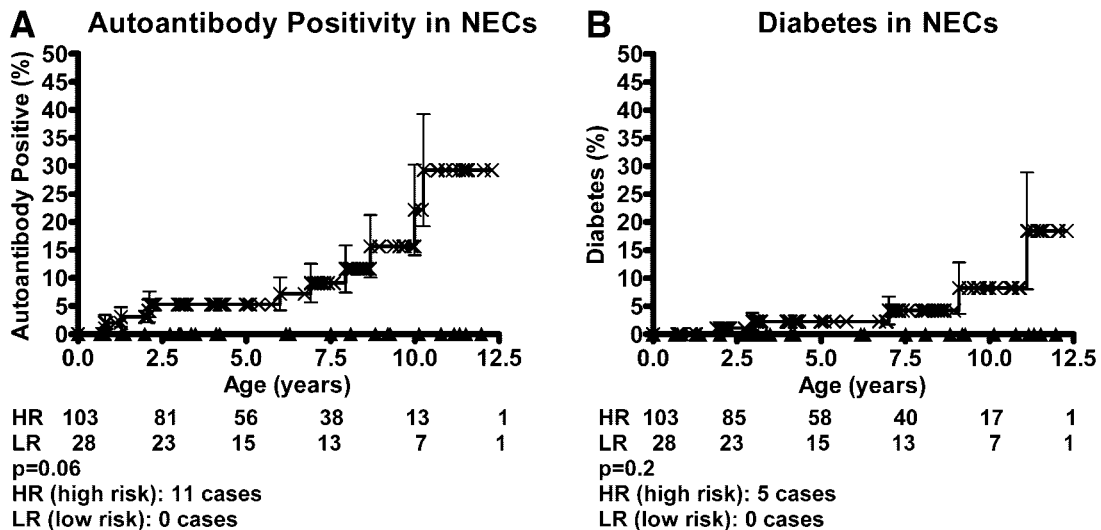 A Autoantibody Positivity in NECs
Autoantibody Positive (%)
50
45
40
35
30
25
20
15
10
5
0
0.0 2.5 5.0 7.5 10.0 12.5
Age (years)
HR 103 81 56 38 13 1
LR 28 23 15 13 7 1
p=0.06
HR (high risk): 11 cases
LR (low risk): 0 cases
B Diabetes in NECs
Diabetes (%)
50
45
40
35
30
25
20
15
10
5
0
0.0 2.5 5.0 7.5 10.0 12.5
Age (years)
HR 103 85 58 40 17 1
LR 28 23 15 13 7 1
p=0.2
HR (high risk): 5 cases
LR (low risk): 0 cases